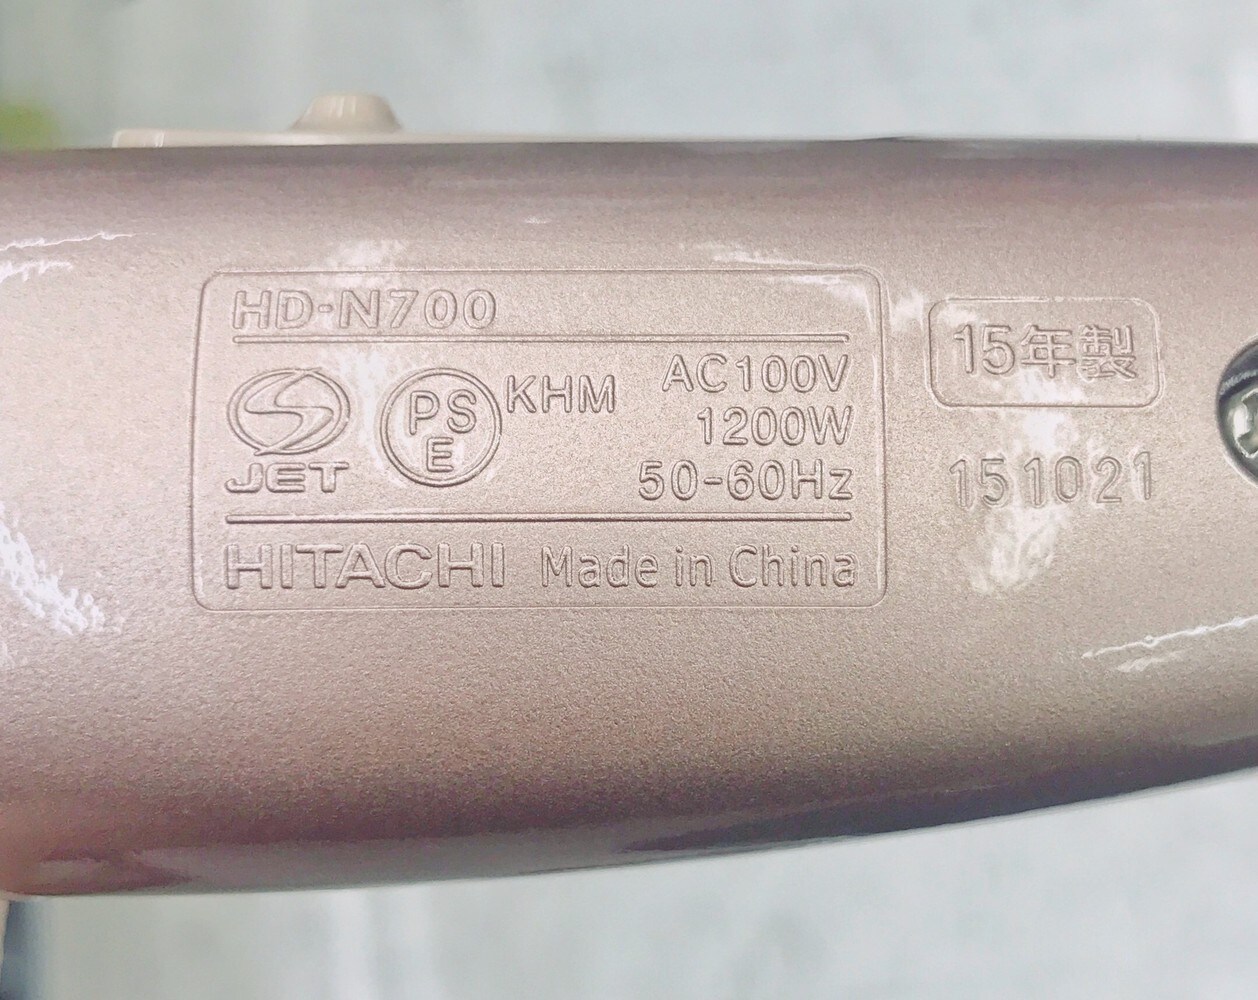 HD-N700
JET
PS
E
KHM
AC100V
1200W
50-60Hz
HITACHI Made in China
15年製
151021